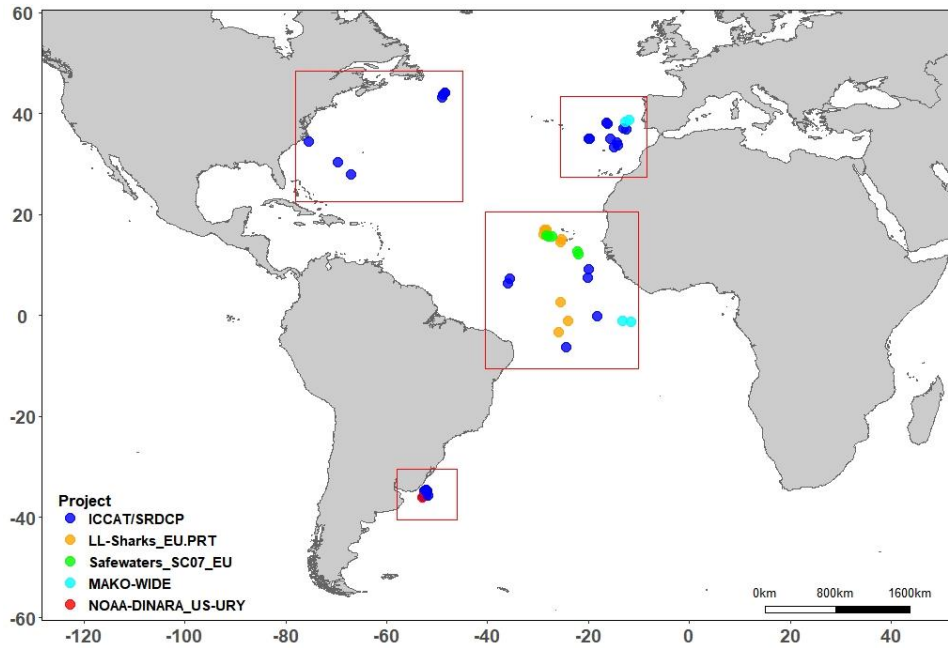 60
40
20
0
-20
-40
-60
Project
ICCAT/SRDCP
LL-Sharks_EU.PRT
Safewaters_SC07_EU
MAKO-WIDE
NOAA-DINARA_US-URY
0km 800km 1600km
-120 -100 -80 -60 -40 -20 0 20 40